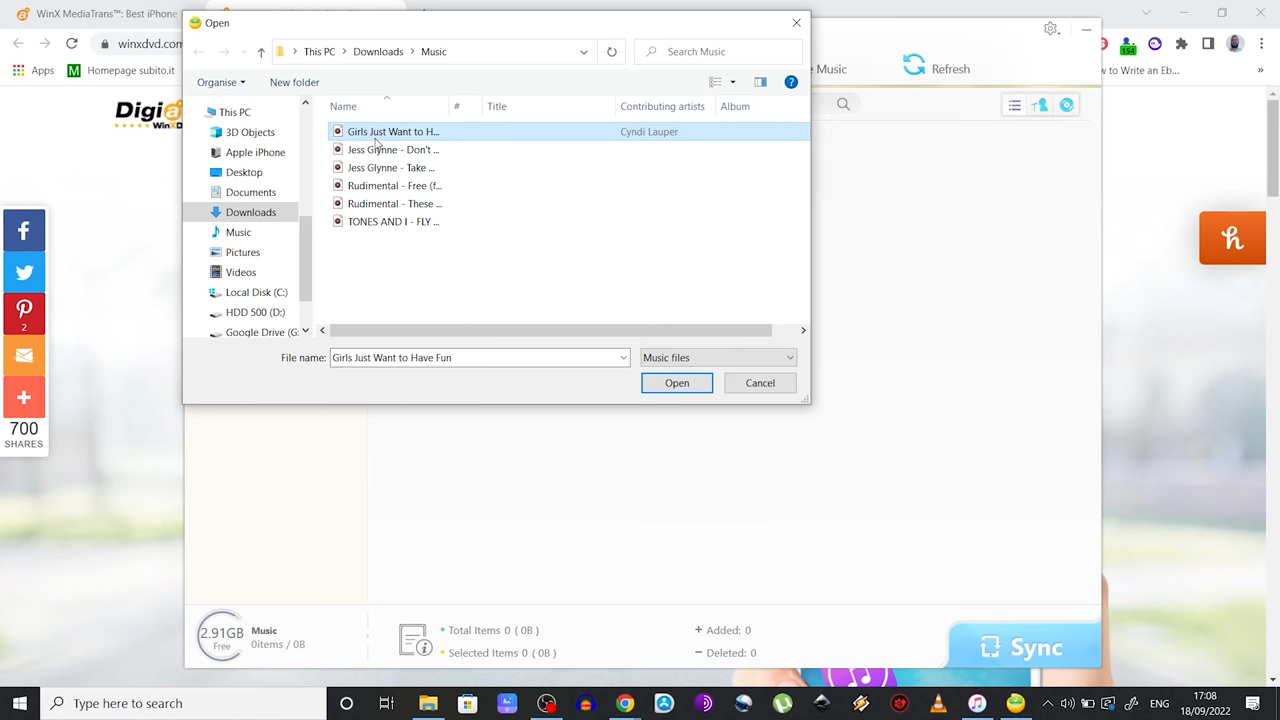 WinX MediaTrans™: Best iPhone
Open
winxdvd.com
This PC
Downloads
Music
Search Music
Apps
Homepage subito.it
Organise
New folder
e Music
Refresh
154
w to Write an Eb...
»
Digi
WinXD
Name
#
Title
Contributing artists
Album
This PC
3D Objects
Apple iPhone
Desktop
Documents
Downloads
Music
Pictures
Videos
Local Disk (C:)
HDD 500 (D:)
Google Drive (G:
Girls Just Want to H...
Cyndi Lauper
Jess Glynne - Don't ...
Jess Glynne - Take ...
Rudimental - Free (f...
Rudimental - These ...
TONES AND I - FLY ...
File name:
Girls Just Want to Have Fun
Music files
Open
Cancel
2
700
SHARES
2.91GB
Free
Music
0items / 0B
Total Items 0 ( 0B )
Selected Items 0 ( 0B )
+ Added: 0
− Deleted: 0
Sync
Type here to search
ENG
17:08
18/09/2022